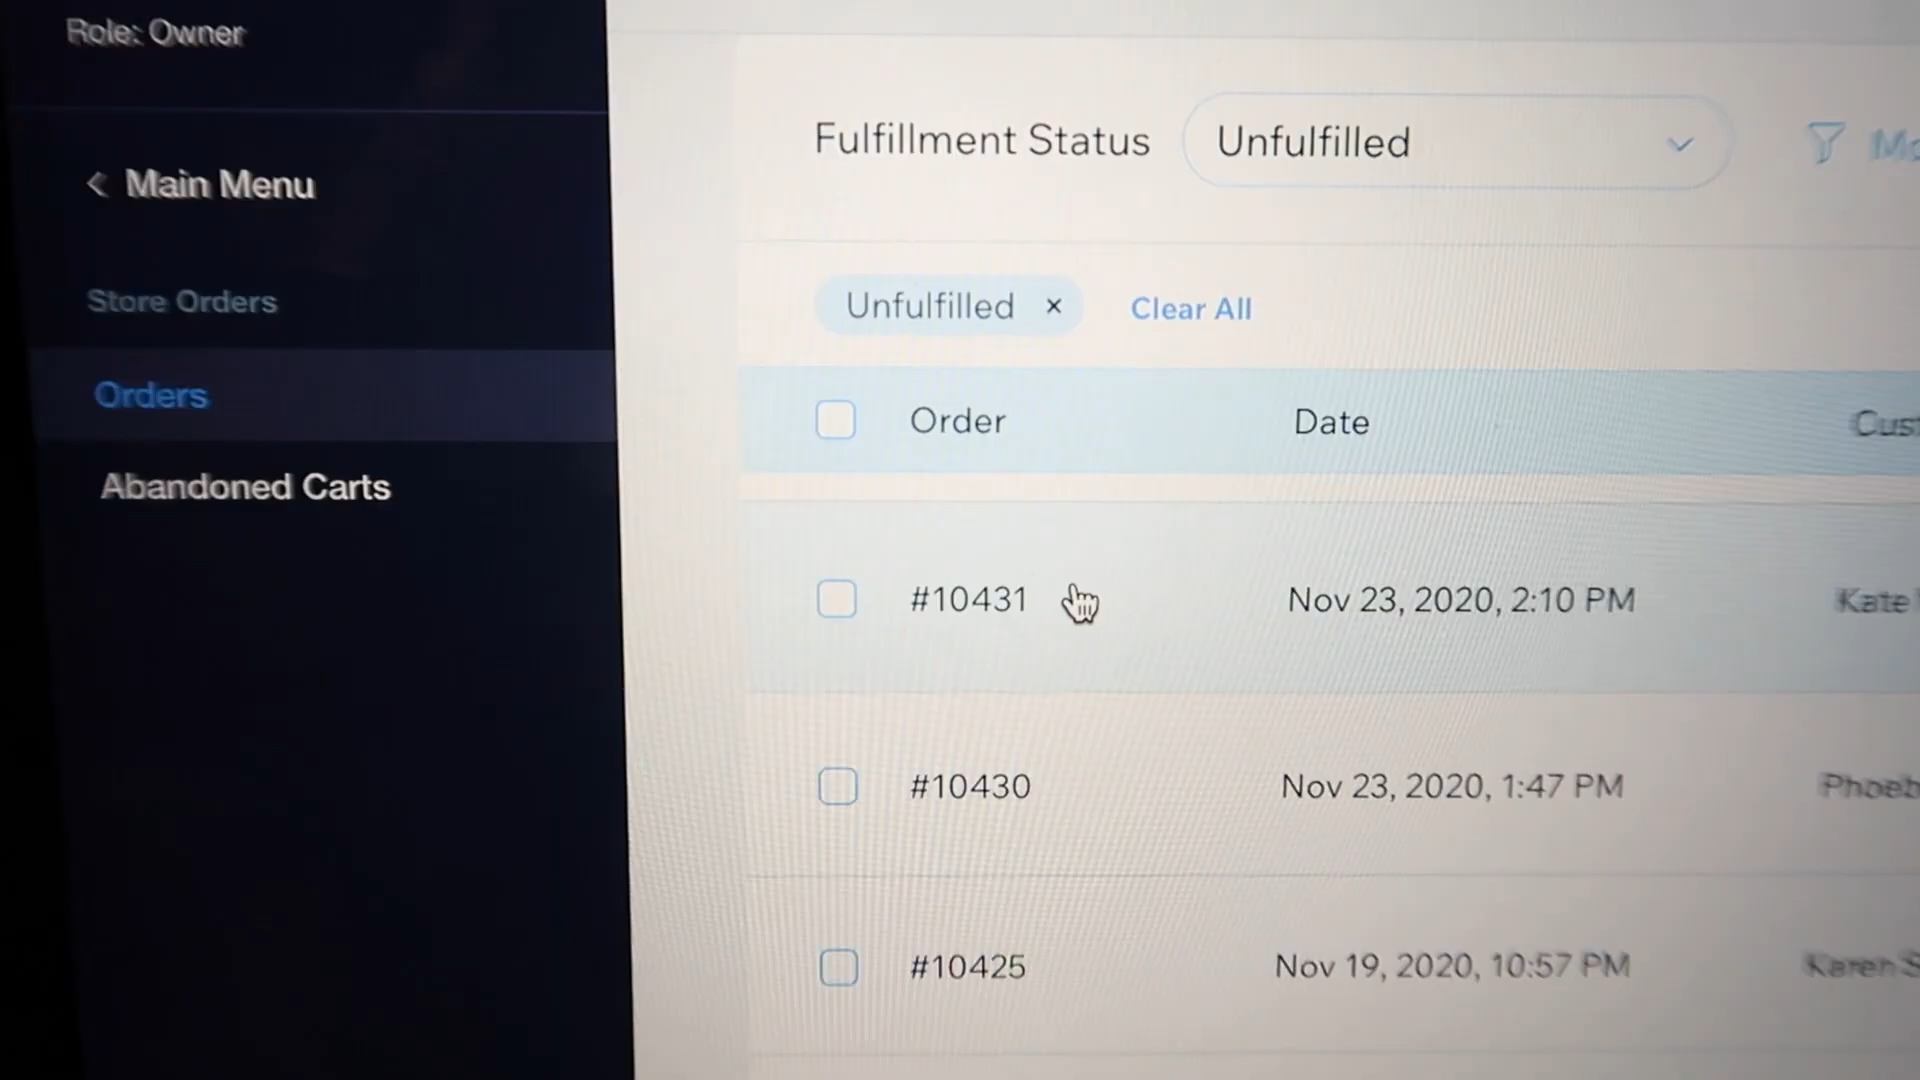 Role: Owner
< Main Menu
Store Orders
Orders
Abandoned Carts
Fulfillment Status
Unfulfilled
Unfulfilled ×
Clear All
Order Date
#10431 Nov 23, 2020, 2:10 PM Kate
#10430 Nov 23, 2020, 1:47 PM
#10425 Nov 19, 2020, 10:57 PM Karen